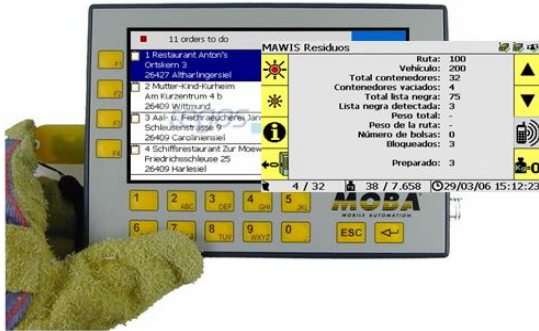 11 orders to do
1 Restaurant Anton's
Ortskern 3
26427 Altharlingersiel
2 Mutter-Kind-Kurheim
Am Kurzentrum 4 b
26409 Wittmund
3 Aal- u. Fischräucherei Jan
Schleutenstraße 9
26409 Carolinensiel
4 Schiffsrestaurant Zur Moew
Friedrichsschleuse 25
26409 Harlesiel
F1
F2
F3
F4
MAWIS Residuos
Ruta: 100
Vehículo: 200
Total contenedores: 32
Contenedores vaciados: 4
Total lista negra: 75
Lista negra detectada: 3
Peso total: -
Peso de la ruta: -
Número de bolsas: 0
Bloqueados: 3
Preparado: 3
4 / 32 38 / 7.658 29/03/06 15:12:23
1 2 ABC 3 DEF 4 GHI 5 JKL
MOBA
MOBILE AUTOMATION
6 7 8 TUV 9 WXYZ 0 ESC